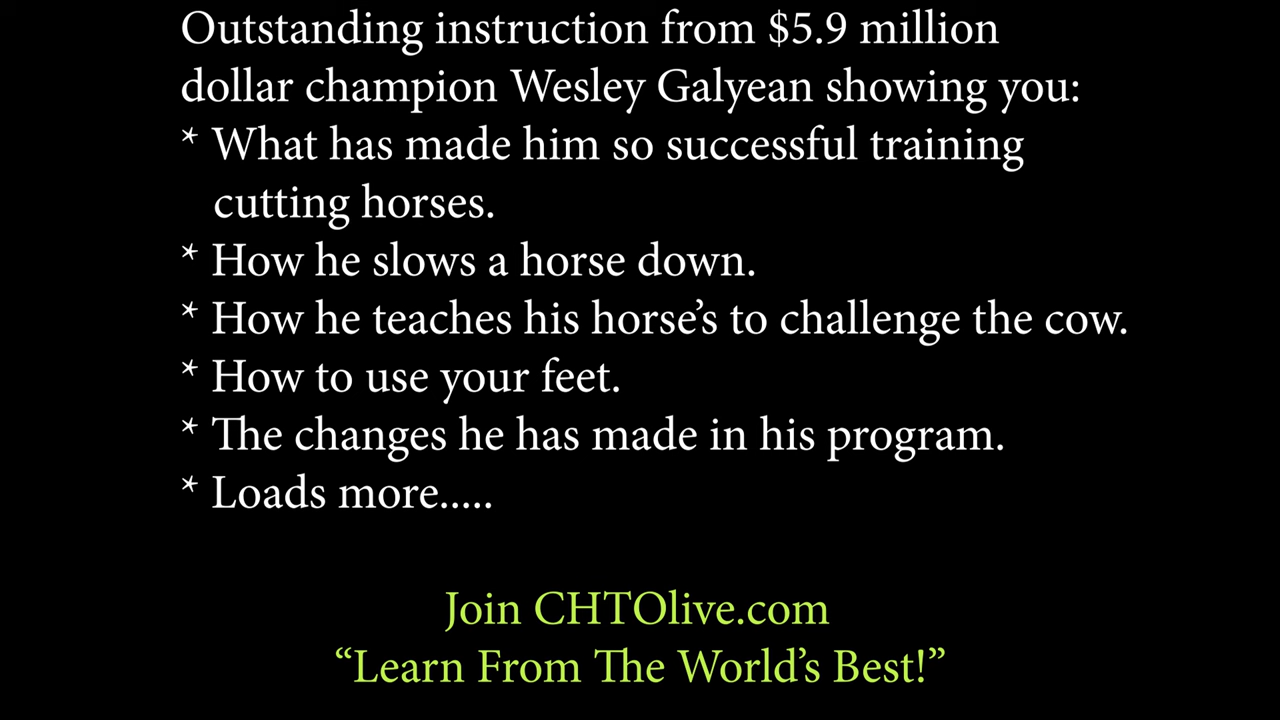 Outstanding instruction from $5.9 million
dollar champion Wesley Galyean showing you:
* What has made him so successful training
cutting horses.
* How he slows a horse down.
* How he teaches his horse’s to challenge the cow.
* How to use your feet.
* The changes he has made in his program.
* Loads more.....
Join CHTOlive.com
“Learn From The World’s Best!”